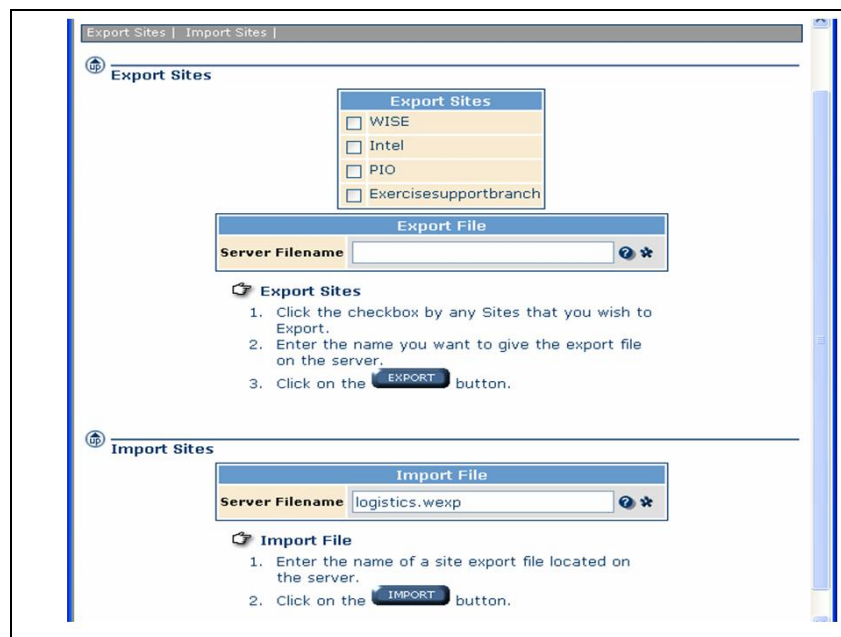 Export Sites | Import Sites |
UP
Export Sites
Export Sites
WISE
Intel
PIO
Exercisesupportbranch
Export File
Server Filename
Export Sites
1. Click the checkbox by any Sites that you wish to
Export.
2. Enter the name you want to give the export file
on the server.
3. Click on the EXPORT button.
UP
Import Sites
Import File
Server Filename logistics.wexp
Import File
1. Enter the name of a site export file located on
the server.
2. Click on the IMPORT button.